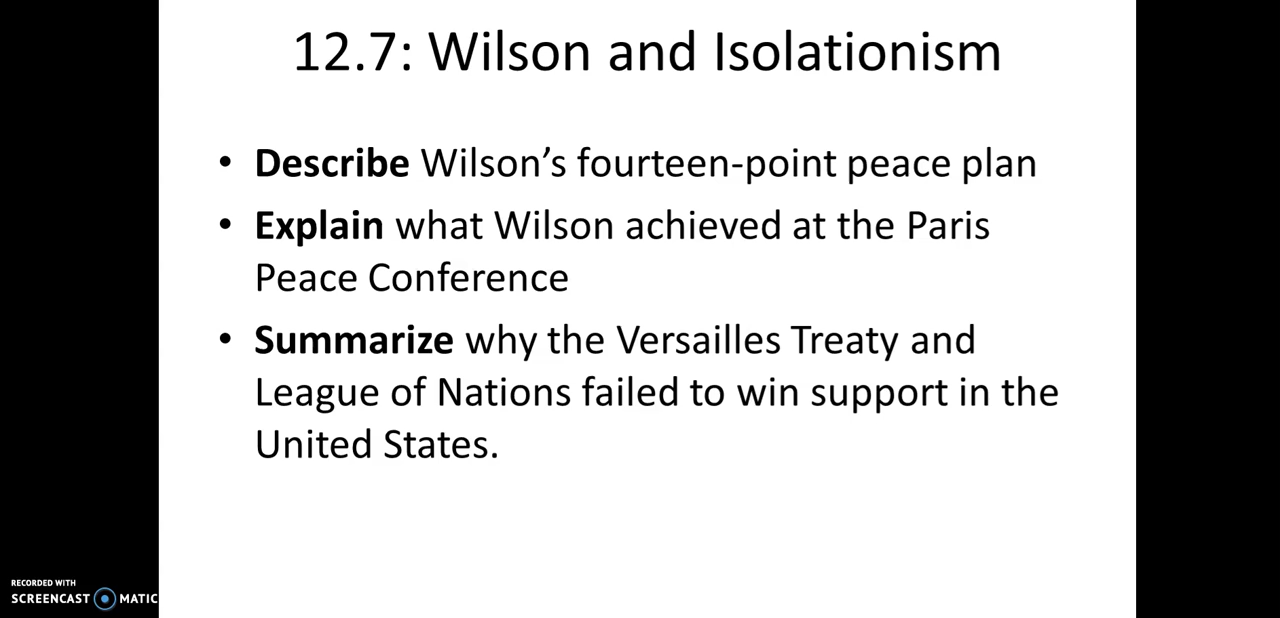 12.7: Wilson and Isolationism
• Describe Wilson’s fourteen-point peace plan
• Explain what Wilson achieved at the Paris
Peace Conference
• Summarize why the Versailles Treaty and
League of Nations failed to win support in the
United States.
RECORDED WITH
SCREENCAST MATIC